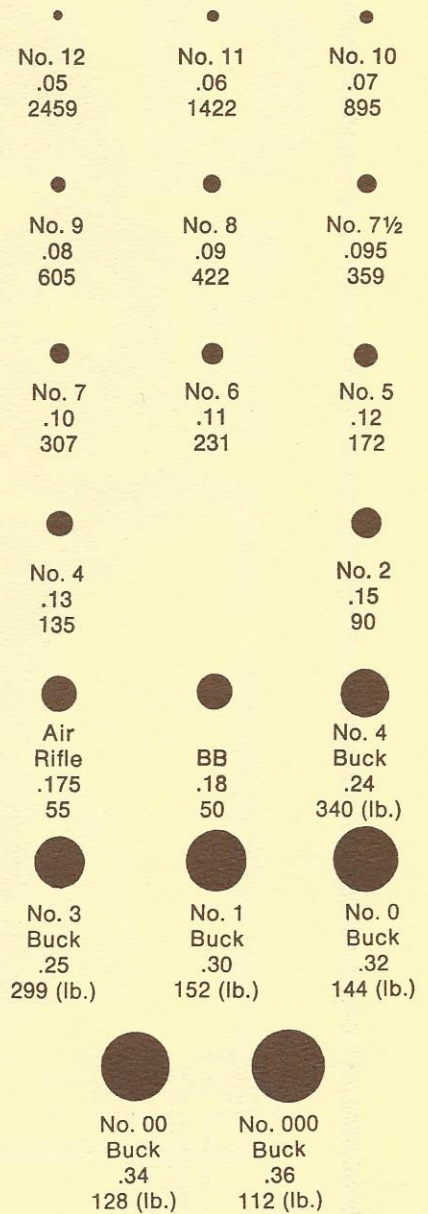 No. 12 No. 11 No. 10
.05 .06 .07
2459 1422 895
No. 9 No. 8 No. 7½
.08 .09 .095
605 422 359
No. 7 No. 6 No. 5
.10 .11 .12
307 231 172
No. 4 No. 2
.13 .15
135 90
Air No. 4
Rifle BB Buck
.175 .18 .24
55 50 340 (lb.)
No. 3 No. 1 No. 0
Buck Buck Buck
.25 .30 .32
299 (lb.) 152 (lb.) 144 (lb.)
No. 00 No. 000
Buck Buck
.34 .36
128 (lb.) 112 (lb.)